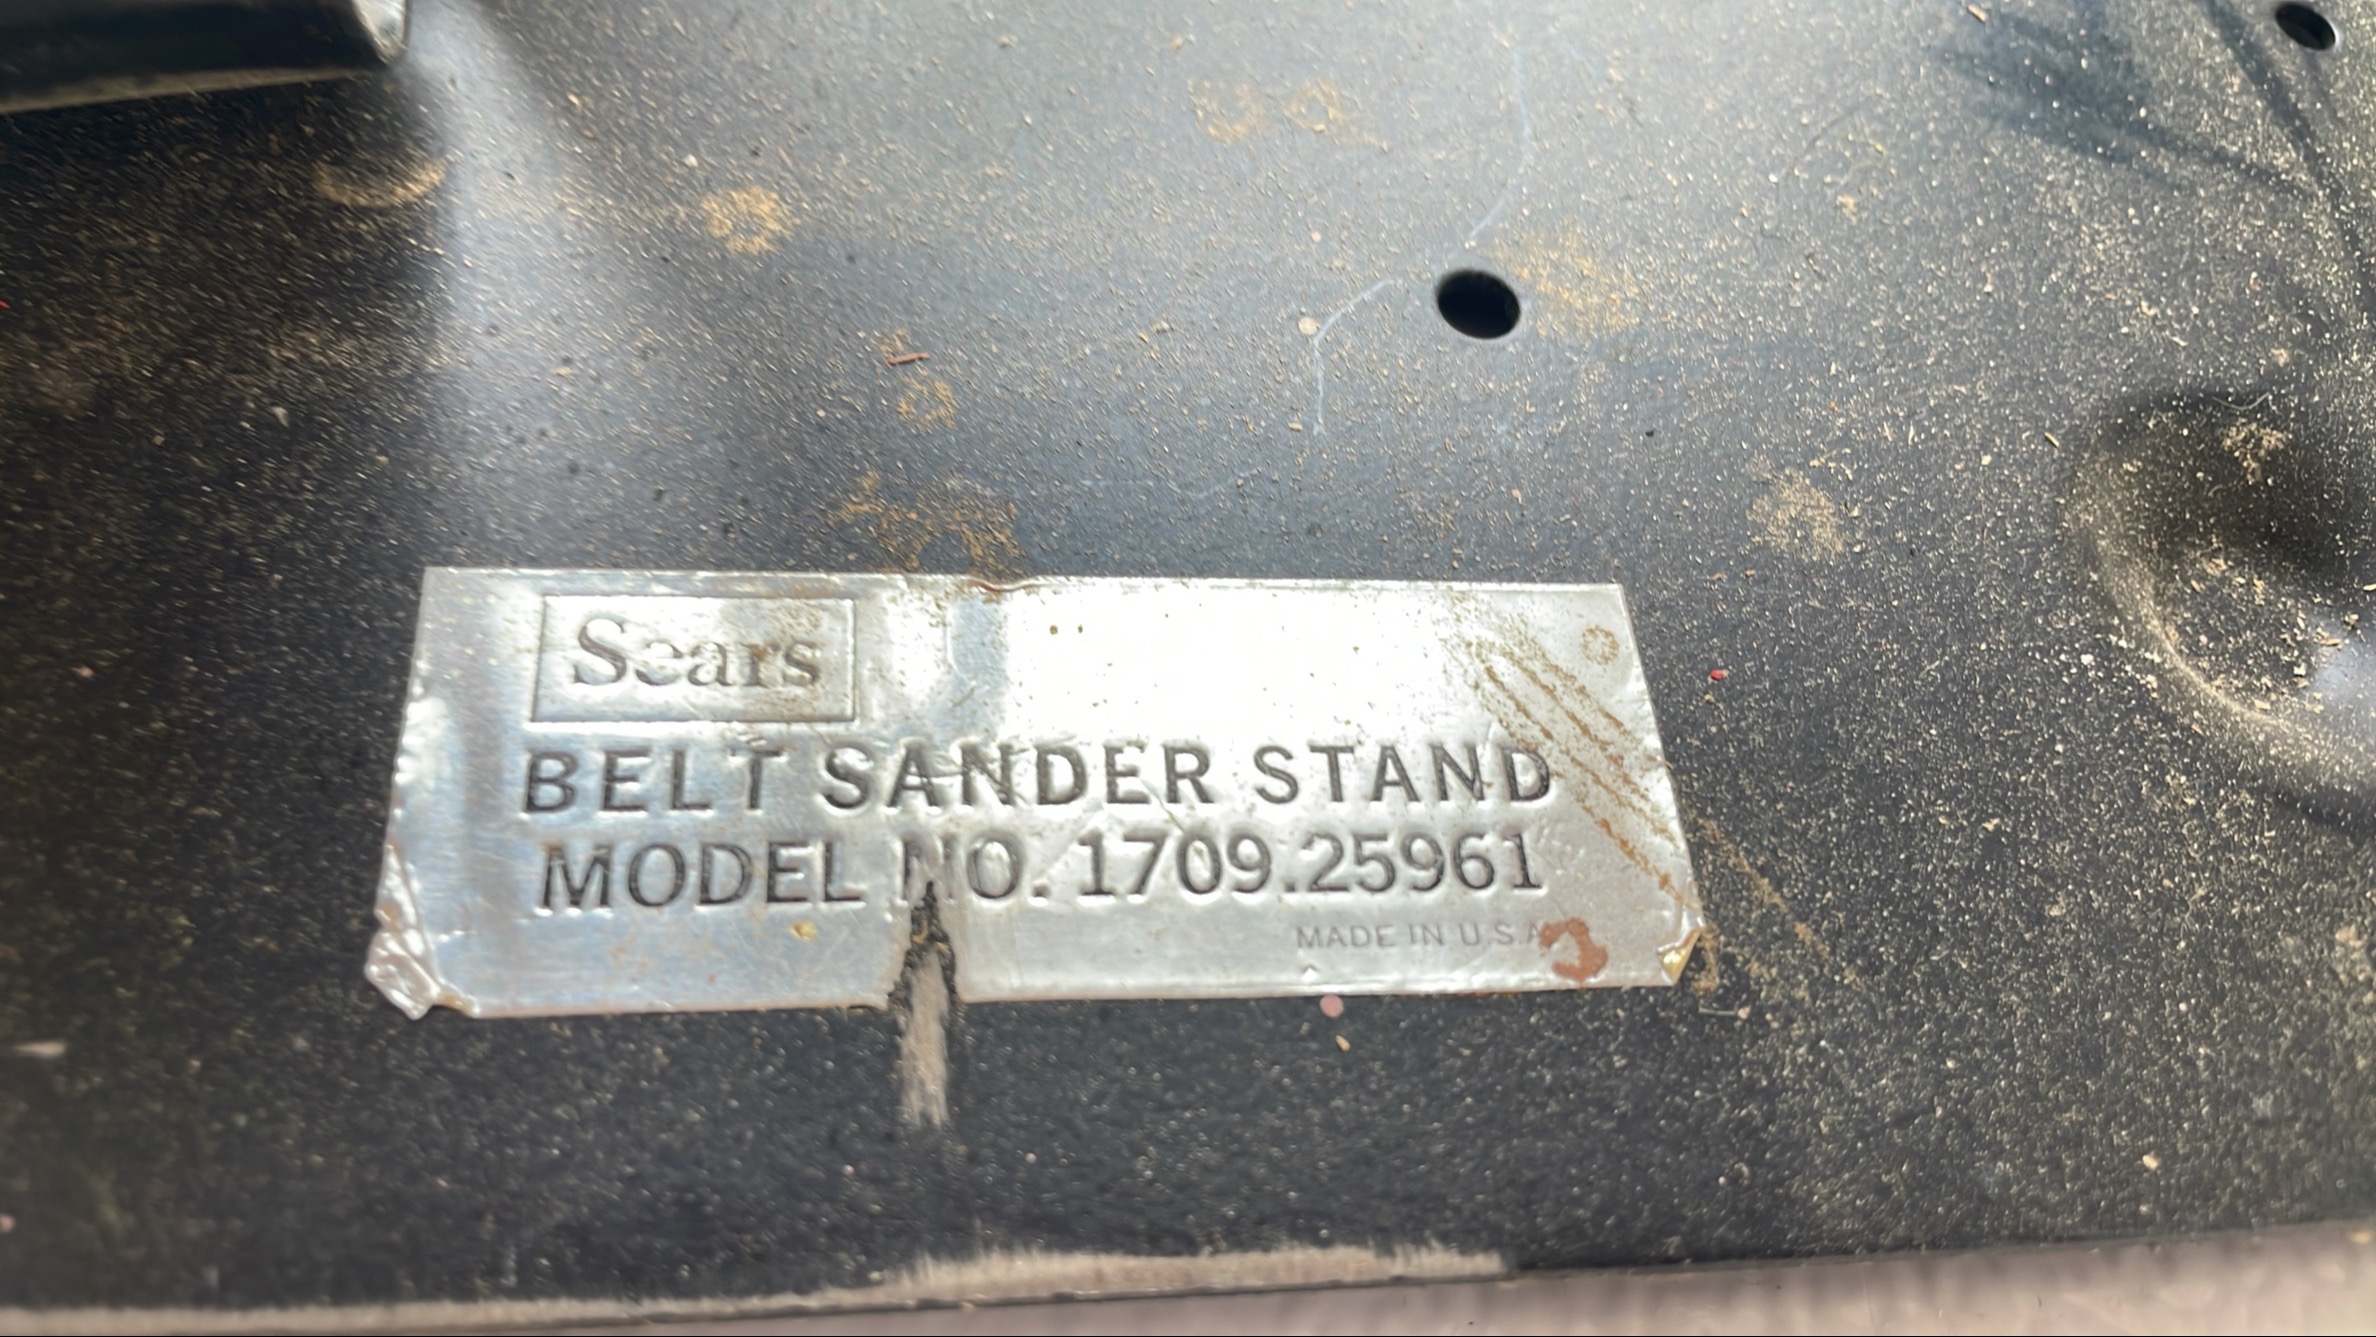 Sears
BELT SANDER STAND
MODEL NO. 1709.25961
MADE IN U.S.A